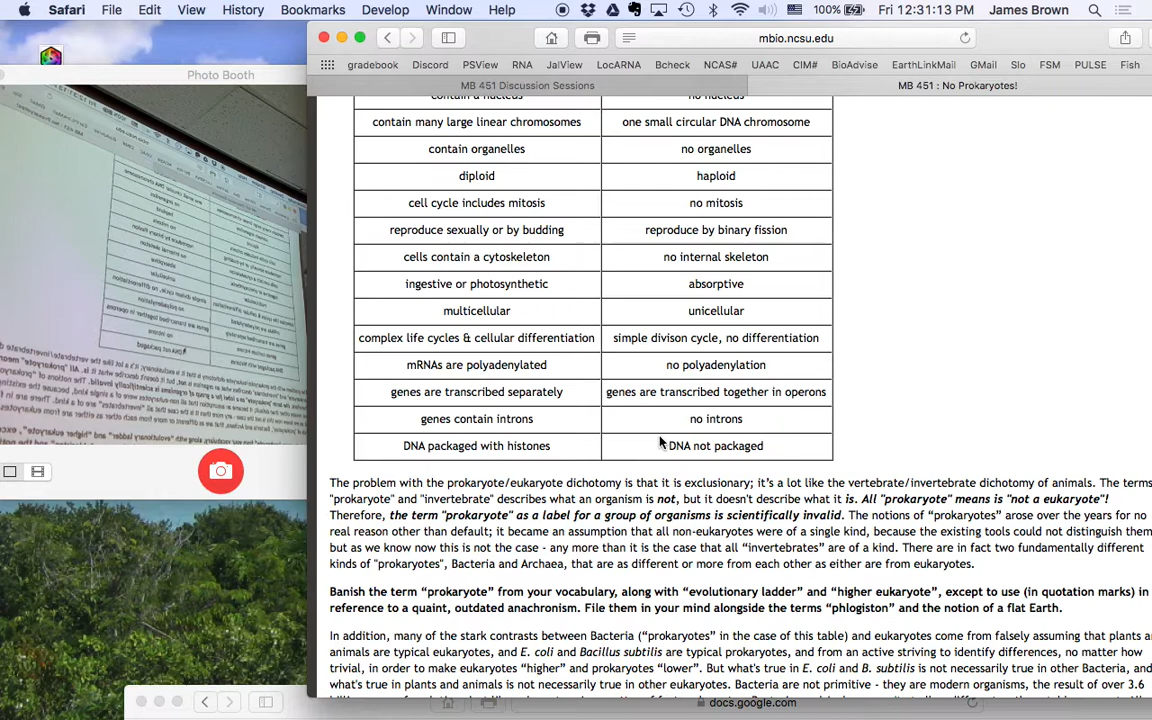 Safari File Edit View History Bookmarks Develop Window Help 100% Fri 12:31:13 PM James Brown
mbio.ncsu.edu
gradebook Discord PSView RNA JalView LocARNA Bcheck NCAS# UAAC CIM# BioAdvise EarthLinkMail GMail Slo FSM PULSE Fish
Photo Booth
MB 451 Discussion Sessions MB 451 : No Prokaryotes!
contain a nucleus no nucleus
contain many large linear chromosomes one small circular DNA chromosome
contain organelles no organelles
diploid haploid
cell cycle includes mitosis no mitosis
reproduce sexually or by budding reproduce by binary fission
cells contain a cytoskeleton no internal skeleton
ingestive or photosynthetic absorptive
multicellular unicellular
complex life cycles & cellular differentiation simple divison cycle, no differentiation
mRNAs are polyadenylated no polyadenylation
genes are transcribed separately genes are transcribed together in operons
genes contain introns no introns
DNA packaged with histones DNA not packaged
The problem with the prokaryote/eukaryote dichotomy is that it is exclusionary; it's a lot like the vertebrate/invertebrate dichotomy of animals. The terms
"prokaryote" and "invertebrate" describes what an organism is not, but it doesn't describe what it is. All "prokaryote" means is "not a eukaryote"!
Therefore, the term "prokaryote" as a label for a group of organisms is scientifically invalid. The notions of “prokaryotes” arose over the years for no
real reason other than default; it became an assumption that all non-eukaryotes were of a single kind, because the existing tools could not distinguish them
but as we know now this is not the case - any more than it is the case that all “invertebrates” are of a kind. There are in fact two fundamentally different
kinds of "prokaryotes", Bacteria and Archaea, that are as different or more from each other as either are from eukaryotes.
Banish the term “prokaryote” from your vocabulary, along with “evolutionary ladder” and “higher eukaryote”, except to use (in quotation marks) in
reference to a quaint, outdated anachronism. File them in your mind alongside the terms “phlogiston” and the notion of a flat Earth.
In addition, many of the stark contrasts between Bacteria (“prokaryotes” in the case of this table) and eukaryotes come from falsely assuming that plants
animals are typical eukaryotes, and E. coli and Bacillus subtilis are typical prokaryotes, and from an active striving to identify differences, no matter how
trivial, in order to make eukaryotes “higher” and prokaryotes “lower”. But what's true in E. coli and B. subtilis is not necessarily true in other Bacteria, and
what's true in plants and animals is not necessarily true in other eukaryotes. Bacteria are not primitive - they are modern organisms, the result of over 3.6
docs.google.com